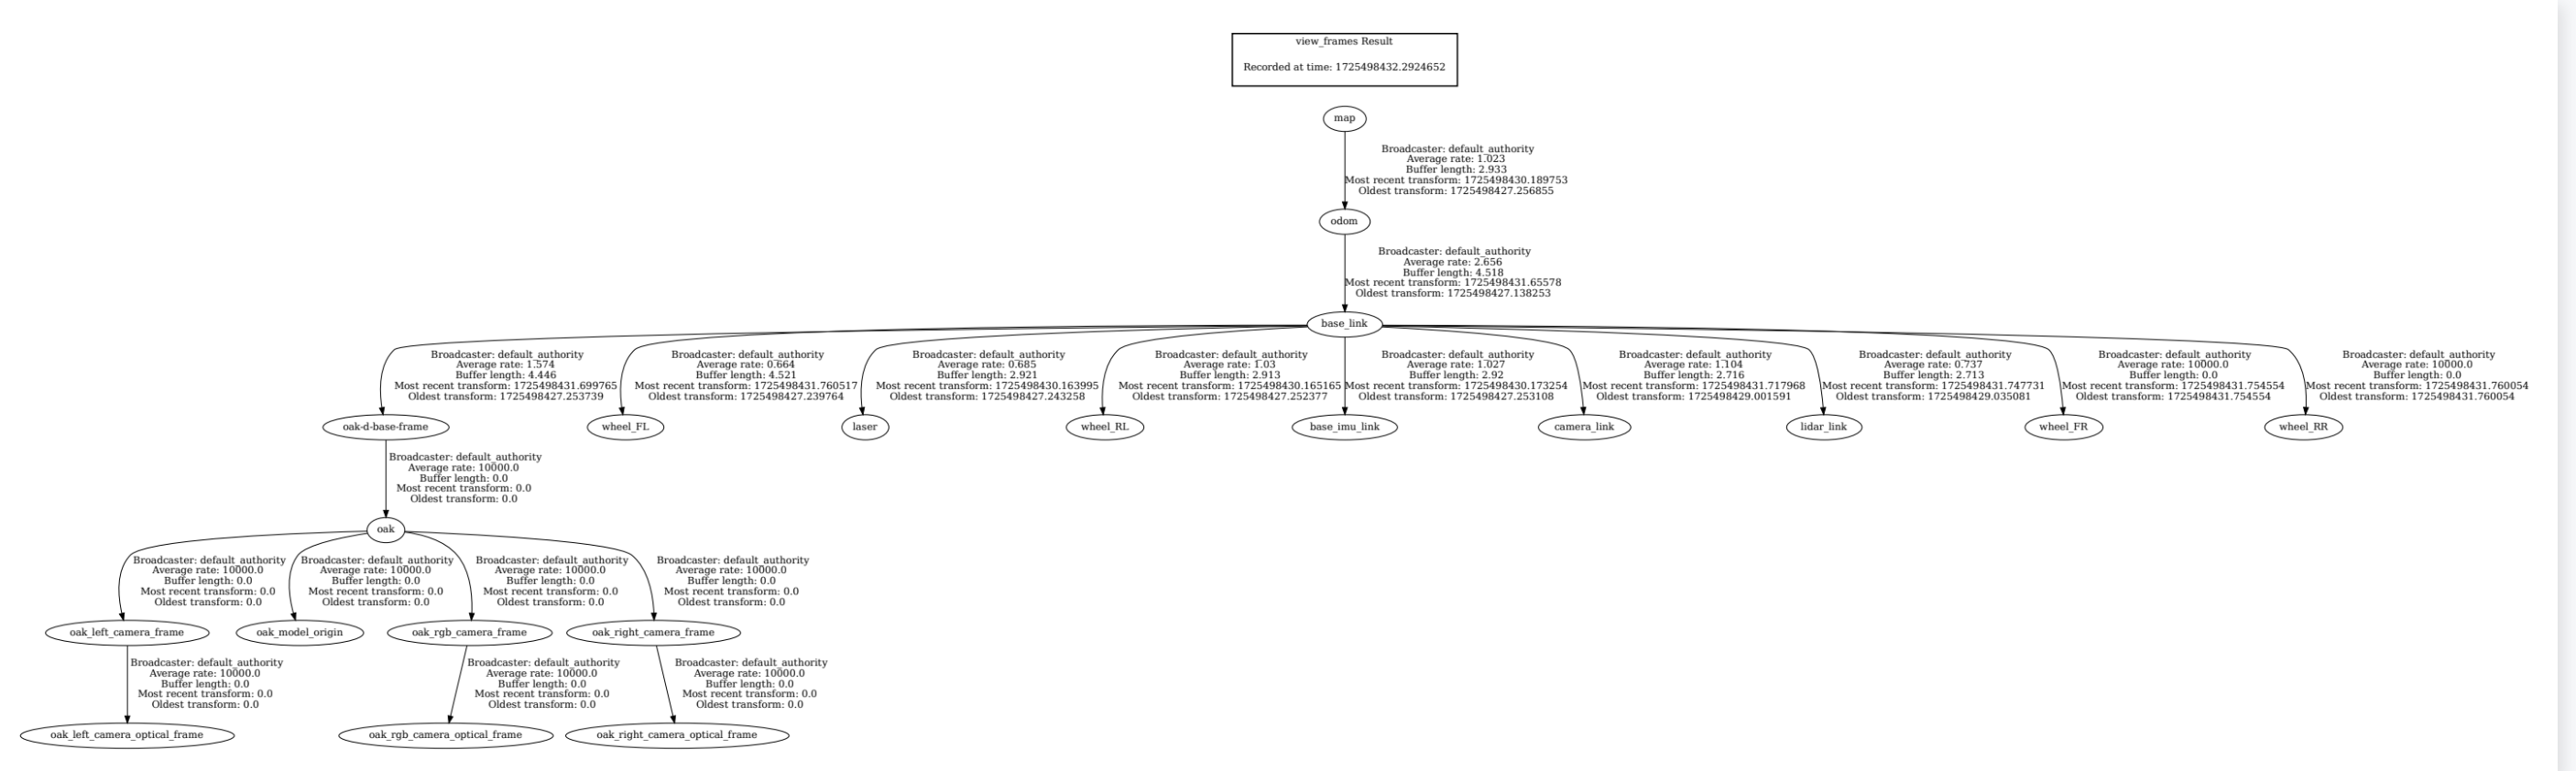 view_frames Result
Recorded at time: 1725498432.2924652
map
Broadcaster: default_authority
Average rate: 1.023
Buffer length: 2.933
Most recent transform: 1725498430.189753
Oldest transform: 1725498427.256855
odom
Broadcaster: default_authority
Average rate: 2.656
Buffer length: 4.518
Most recent transform: 1725498431.65578
Oldest transform: 1725498427.138253
base_link
Broadcaster: default_authority
Average rate: 1.574
Buffer length: 4.446
Most recent transform: 1725498431.699765
Oldest transform: 1725498427.253739
Broadcaster: default_authority
Average rate: 0.664
Buffer length: 4.521
Most recent transform: 1725498431.760517
Oldest transform: 1725498427.239764
Broadcaster: default_authority
Average rate: 0.685
Buffer length: 2.921
Most recent transform: 1725498430.163995
Oldest transform: 1725498427.243258
Broadcaster: default_authority
Average rate: 1.03
Buffer length: 2.913
Most recent transform: 1725498430.165165
Oldest transform: 1725498427.252377
Broadcaster: default_authority
Average rate: 1.027
Buffer length: 2.92
Most recent transform: 1725498430.173254
Oldest transform: 1725498427.253108
Broadcaster: default_authority
Average rate: 1.104
Buffer length: 2.716
Most recent transform: 1725498431.717968
Oldest transform: 1725498429.001591
Broadcaster: default_authority
Average rate: 0.737
Buffer length: 2.713
Most recent transform: 1725498431.747731
Oldest transform: 1725498429.035081
Broadcaster: default_authority
Average rate: 10000.0
Buffer length: 0.0
Most recent transform: 1725498431.754554
Oldest transform: 1725498431.754554
Broadcaster: default_authority
Average rate: 10000.0
Buffer length: 0.0
Most recent transform: 1725498431.760054
Oldest transform: 1725498431.760054
oak-d-base-frame
wheel_FL
laser
wheel_RL
base_imu_link
camera_link
lidar_link
wheel_FR
wheel_RR
Broadcaster: default_authority
Average rate: 10000.0
Buffer length: 0.0
Most recent transform: 0.0
Oldest transform: 0.0
oak
Broadcaster: default_authority
Average rate: 10000.0
Buffer length: 0.0
Most recent transform: 0.0
Oldest transform: 0.0
Broadcaster: default_authority
Average rate: 10000.0
Buffer length: 0.0
Most recent transform: 0.0
Oldest transform: 0.0
Broadcaster: default_authority
Average rate: 10000.0
Buffer length: 0.0
Most recent transform: 0.0
Oldest transform: 0.0
Broadcaster: default_authority
Average rate: 10000.0
Buffer length: 0.0
Most recent transform: 0.0
Oldest transform: 0.0
oak_left_camera_frame
oak_model_origin
oak_rgb_camera_frame
oak_right_camera_frame
Broadcaster: default_authority
Average rate: 10000.0
Buffer length: 0.0
Most recent transform: 0.0
Oldest transform: 0.0
Broadcaster: default_authority
Average rate: 10000.0
Buffer length: 0.0
Most recent transform: 0.0
Oldest transform: 0.0
Broadcaster: default_authority
Average rate: 10000.0
Buffer length: 0.0
Most recent transform: 0.0
Oldest transform: 0.0
oak_left_camera_optical_frame
oak_rgb_camera_optical_frame
oak_right_camera_optical_frame